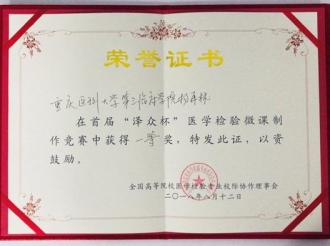 荣誉证书
重庆医科大学第三临床学院
在首届“泽众杯”医学检验微课制
作竞赛中获得一等奖，特发此证，以资
鼓励。
全国高等院校医学检验专业校际协作理事会
二〇一八年八月十二日